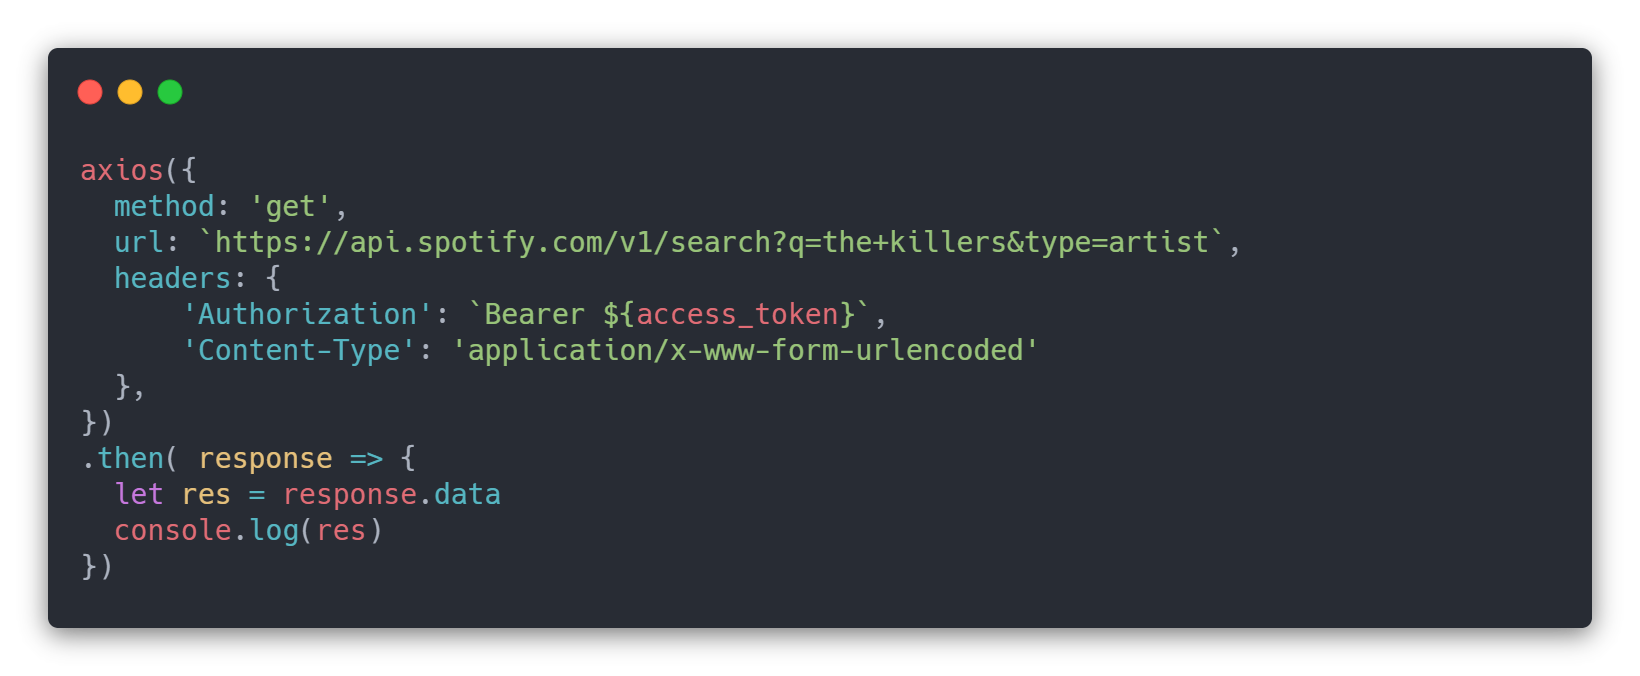 axios({
  method: 'get',
  url: `https://api.spotify.com/v1/search?q=the+killers&type=artist`,
  headers: {
      'Authorization': `Bearer ${access_token}`,
      'Content-Type': 'application/x-www-form-urlencoded'
  },
})
.then( response => {
  let res = response.data
  console.log(res)
})